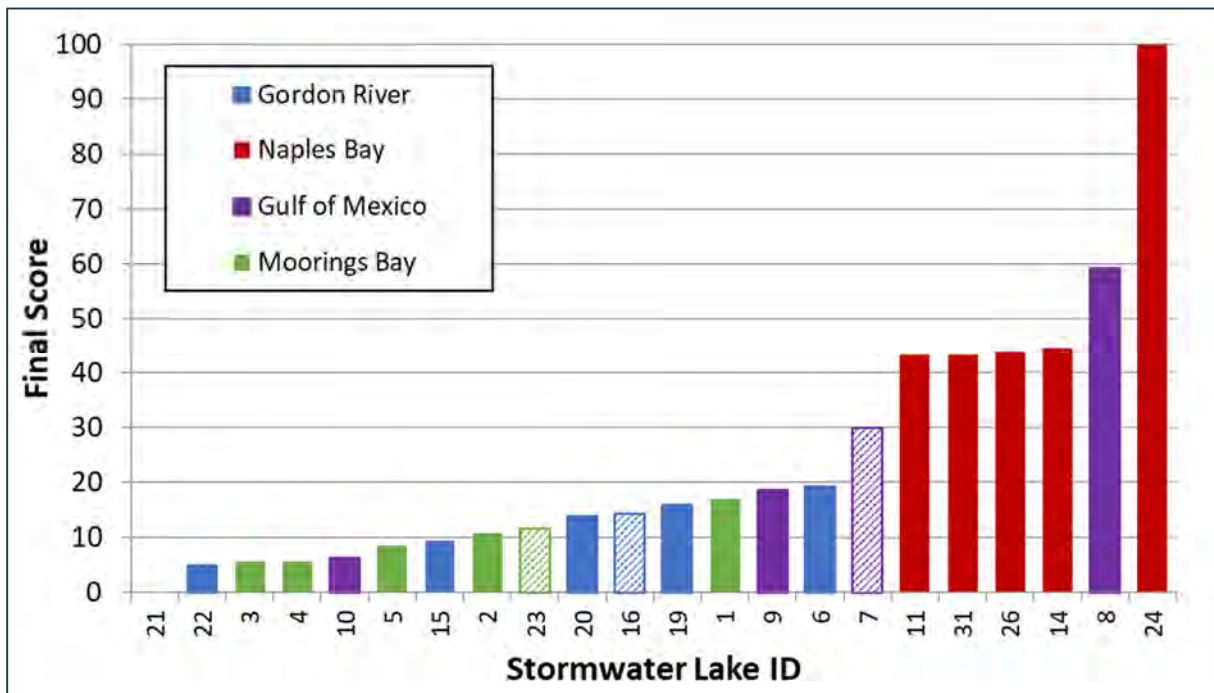 100
90
80
70
60
50
40
30
20
10
0
Final Score
Gordon River
Naples Bay
Gulf of Mexico
Moorings Bay
21 22 3 4 10 5 15 2 23 20 16 19 1 9 6 7 11 31 26 14 8 24
Stormwater Lake ID